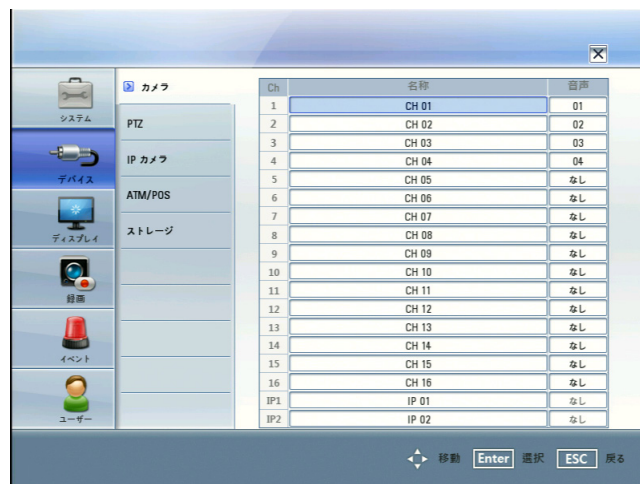 カメラ
PTZ
IP カメラ
ATM/POS
ストレージ
システム
デバイス
ディスプレイ
録画
イベント
ユーザー
Ch 名称 音声
1 CH 01 01
2 CH 02 02
3 CH 03 03
4 CH 04 04
5 CH 05 なし
6 CH 06 なし
7 CH 07 なし
8 CH 08 なし
9 CH 09 なし
10 CH 10 なし
11 CH 11 なし
12 CH 12 なし
13 CH 13 なし
14 CH 14 なし
15 CH 15 なし
16 CH 16 なし
IP1 IP 01 なし
IP2 IP 02 なし
移動 Enter 選択 ESC 戻る